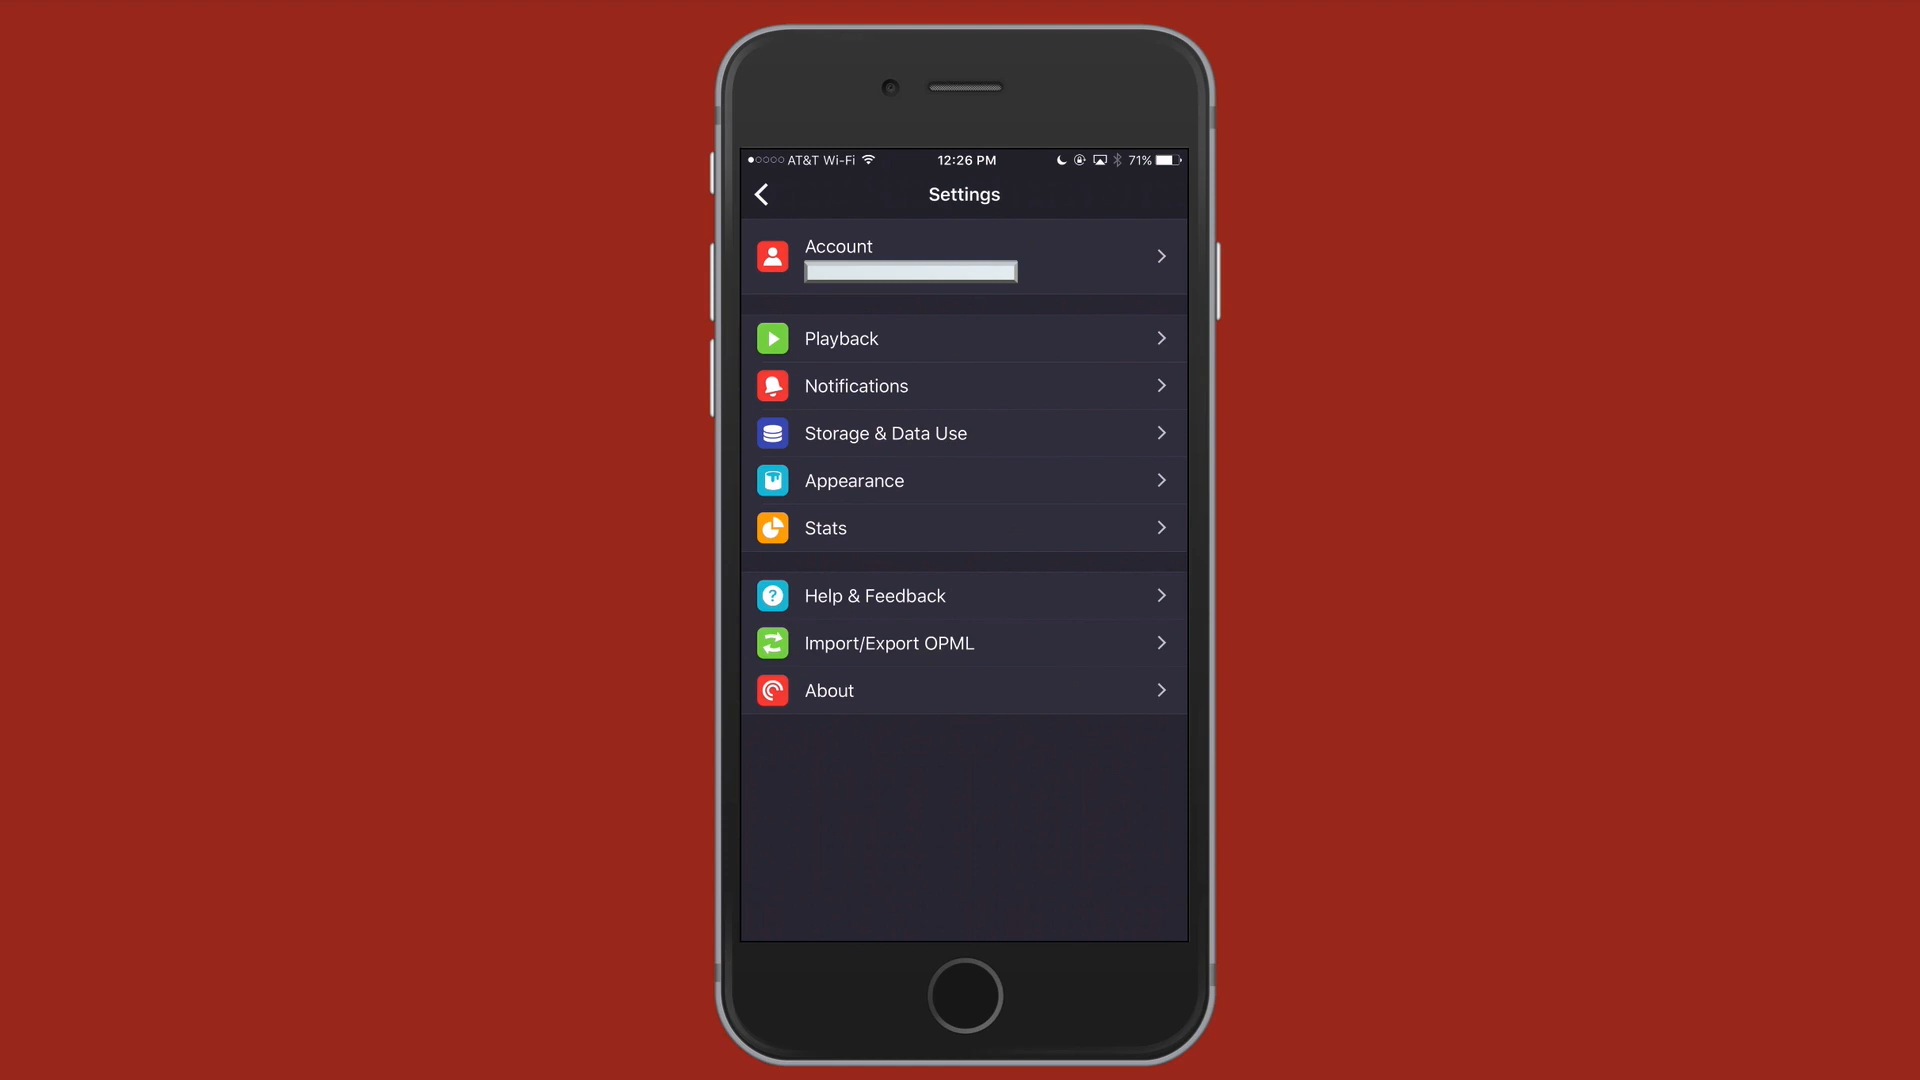 AT&T Wi-Fi 12:26 PM 71%
Settings
Account
Playback
Notifications
Storage & Data Use
Appearance
Stats
? Help & Feedback
Import/Export OPML
About